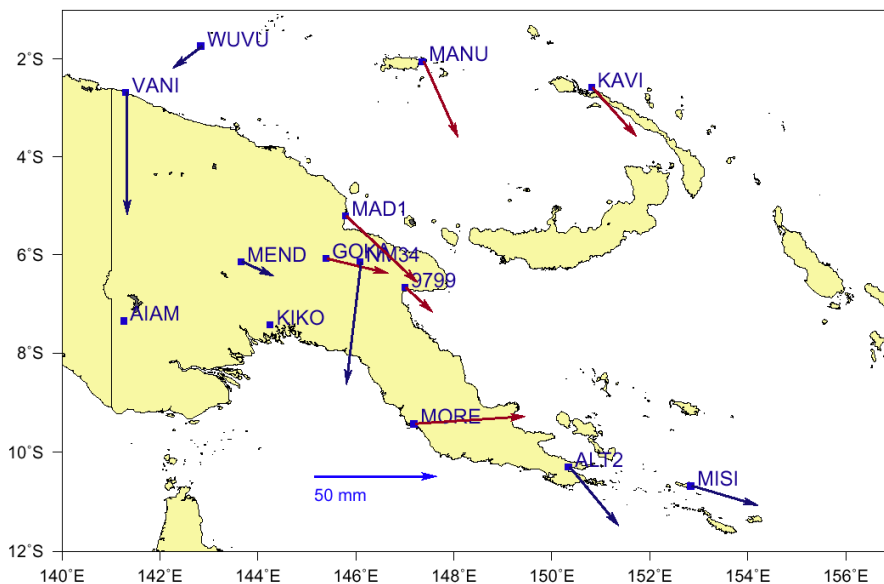 WUVU
2˚S
MANU
KAVI
VANI
4˚S
MAD1
6˚S
MEND
GOKA
NM34
9799
AIAM
KIKO
8˚S
MORE
10˚S
ALT2
MISI
50 mm
12˚S
140˚E
142˚E
144˚E
146˚E
148˚E
150˚E
152˚E
154˚E
156˚E